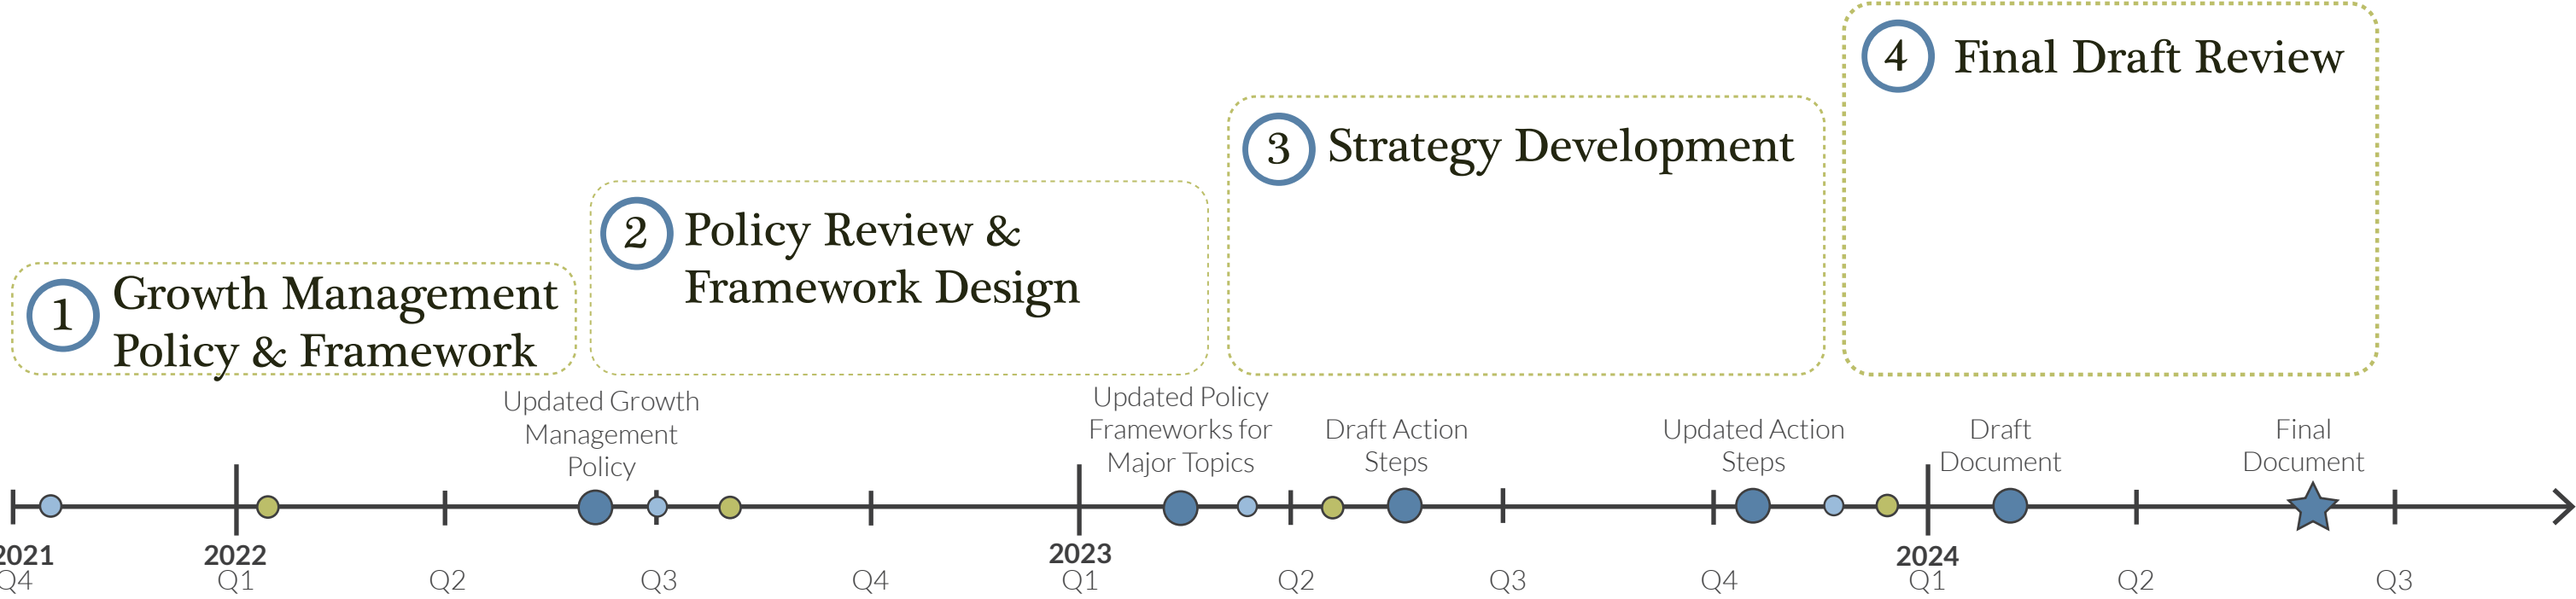 4 Final Draft Review
3 Strategy Development
2 Policy Review &
Framework Design
1 Growth Management
Policy & Framework
Updated Growth
Management
Policy
Updated Policy
Frameworks for
Major Topics
Draft Action
Steps
Updated Action
Steps
Draft
Document
Final
Document
2021
Q4
2022
Q1
Q2
Q3
Q4
2023
Q1
Q2
Q3
Q4
2024
Q1
Q2
Q3